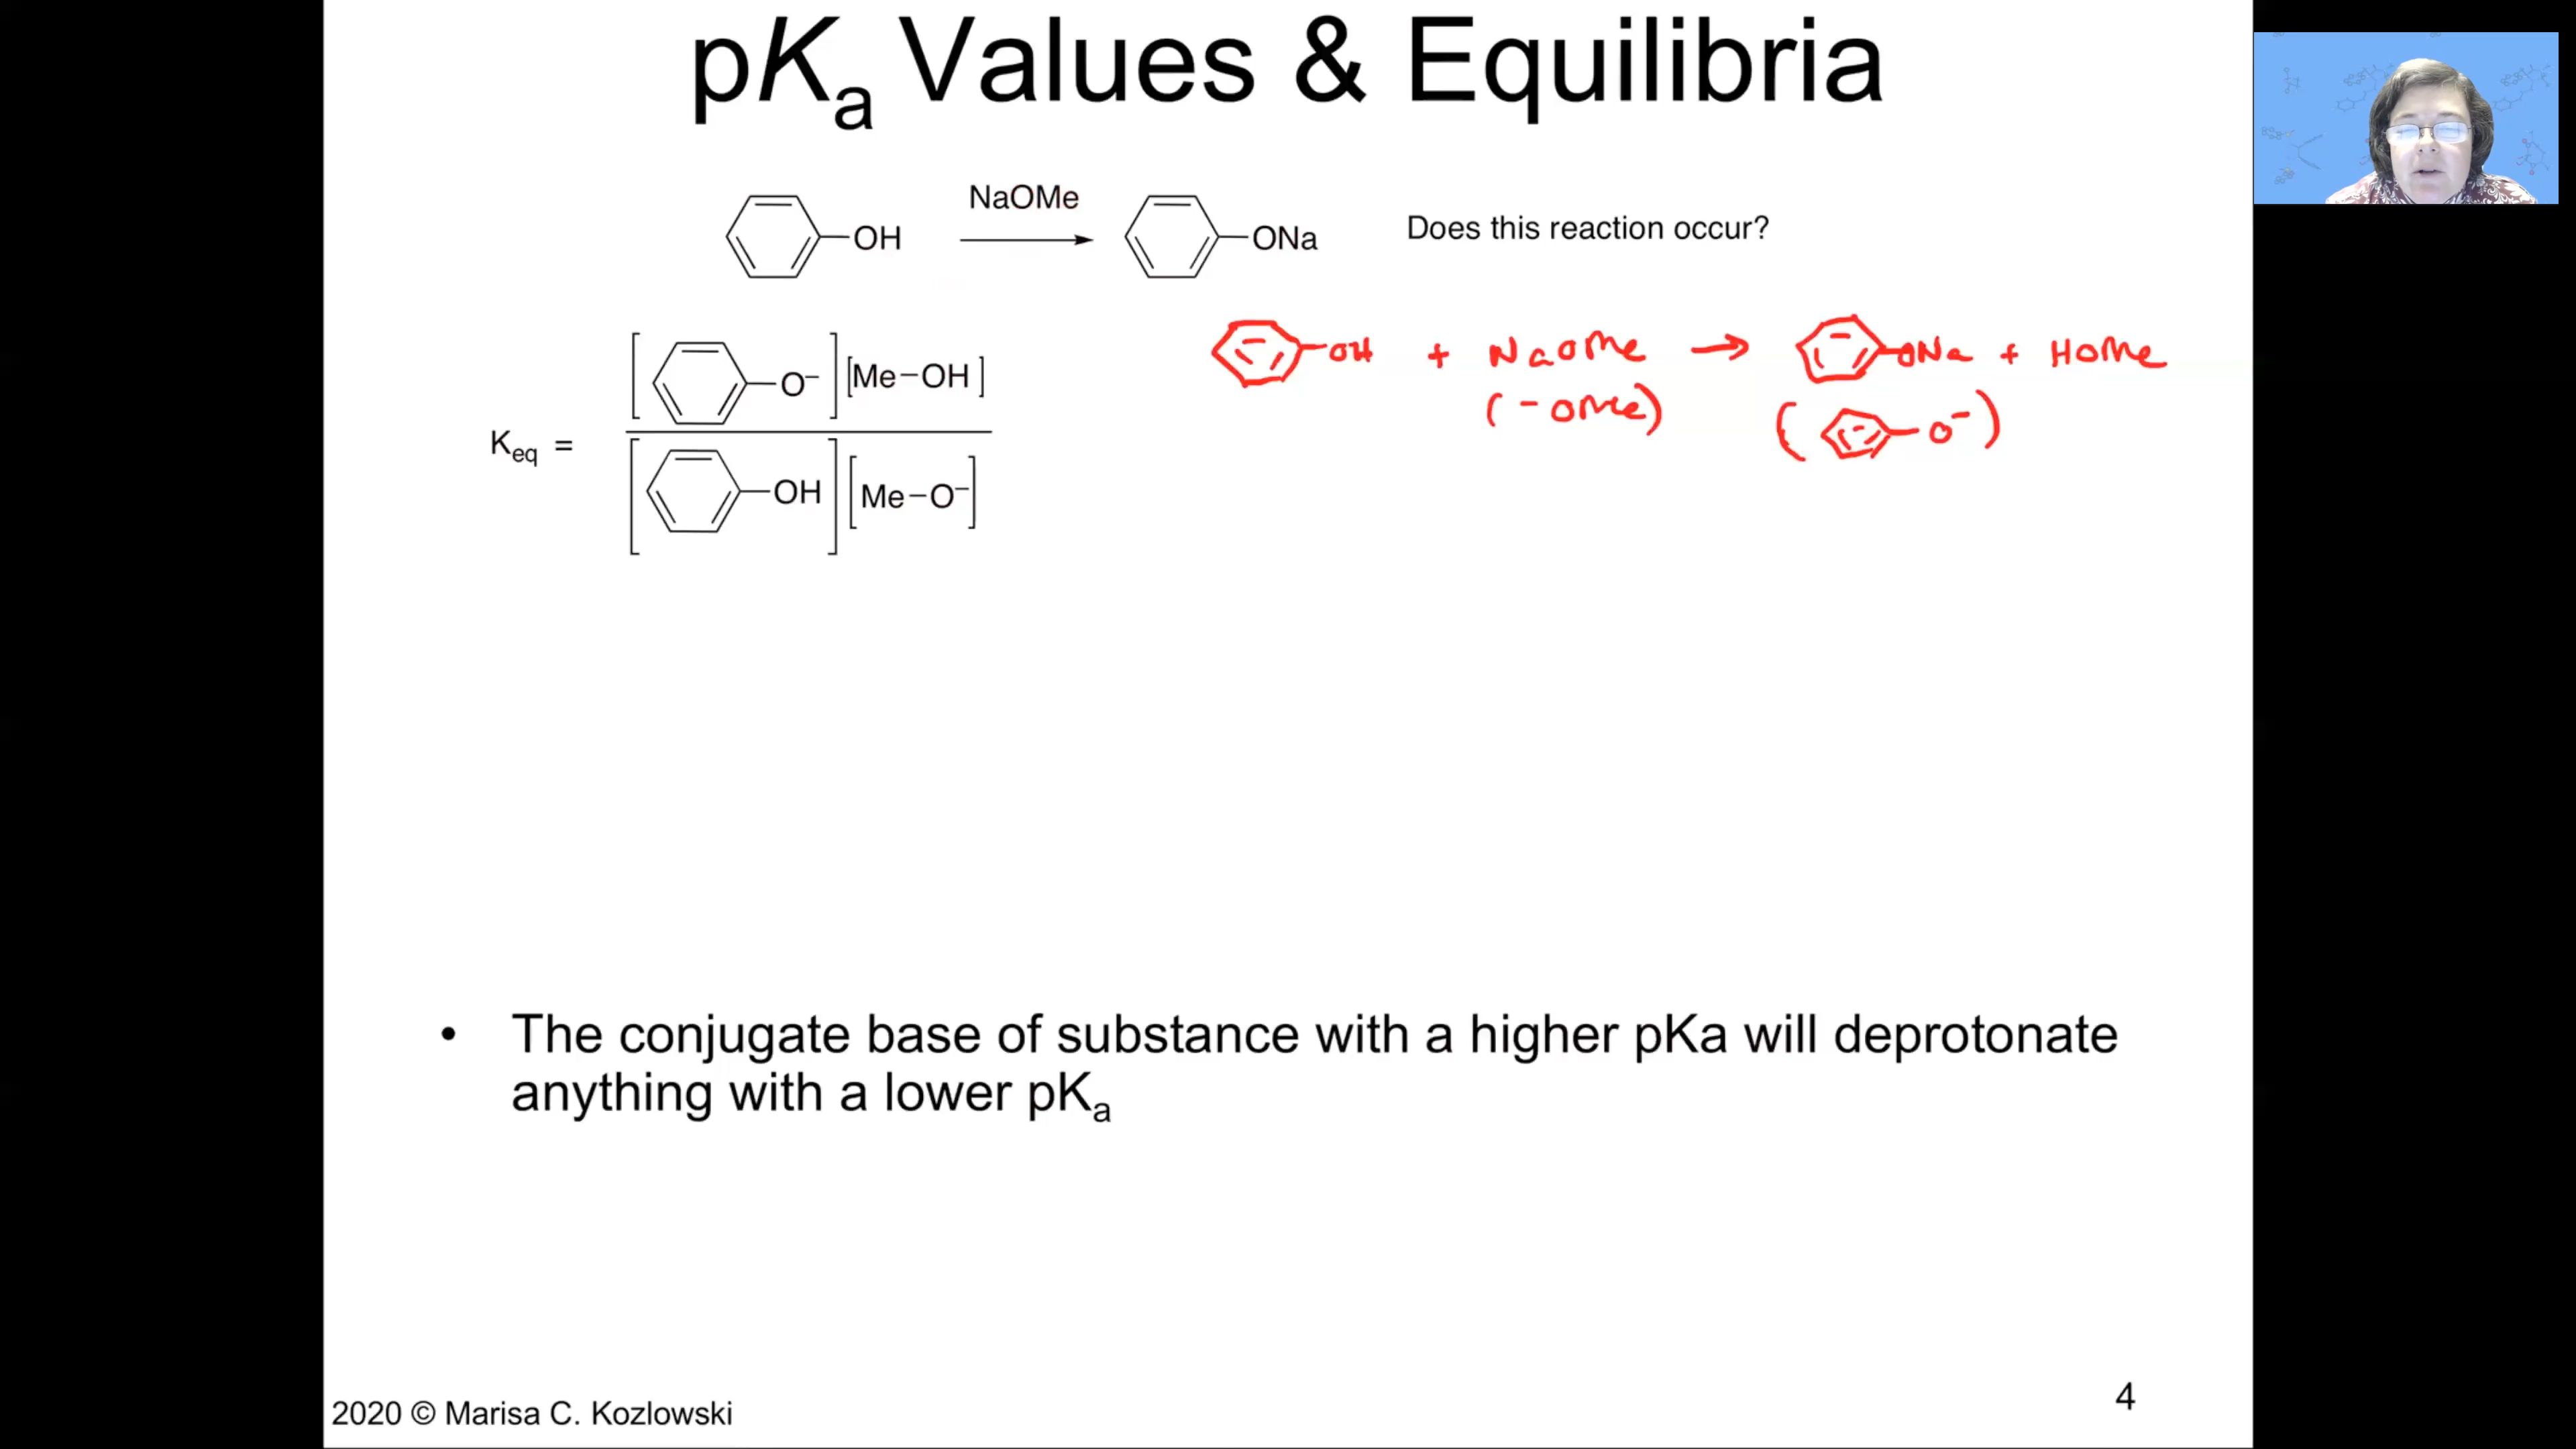 pKa Values & Equilibria
NaOMe
OH
ONa
Does this reaction occur?
OH + NaOMe → ONa + HOMe
(-OMe) ( O⁻ )
Keq =
[ O– ] [Me–OH]
[ OH ] [Me–O–]
• The conjugate base of substance with a higher pKa will deprotonate
anything with a lower pKa
2020 © Marisa C. Kozlowski
4